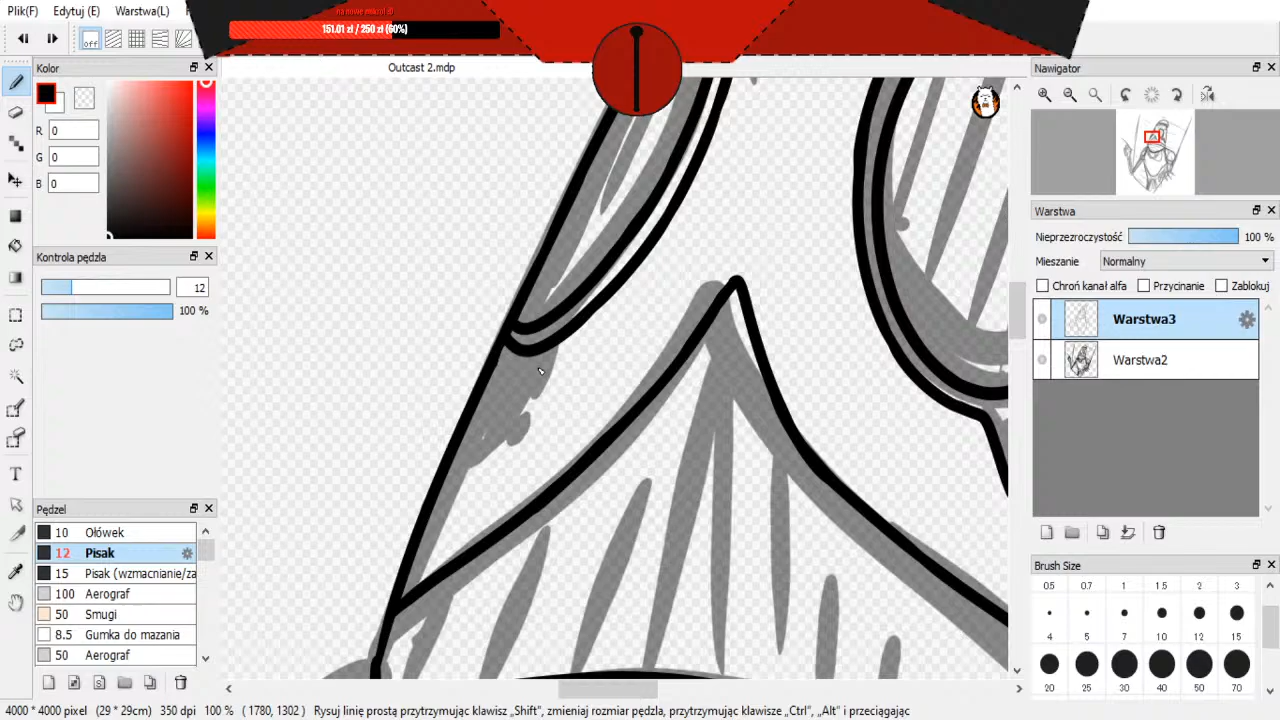 Plik(F) Edytuj (E) Warstwa(L)
na nowe mikro! :D
151.01 zł / 250 zł (60%)
off
Kolor
R 0
G 0
B 0
Kontrola pędzla
12
100 %
Pędzel
10 Ołówek
12 Pisak
15 Pisak (wzmacnianie/za
100 Aerograf
50 Smugi
8.5 Gumka do mazania
50 Aerograf
Outcast 2.mdp
Nawigator
Warstwa
Nieprzezroczystość 100 %
Mieszanie Normalny
Chroń kanał alfa Przycinanie Zablokuj
Warstwa3
Warstwa2
Brush Size
0.5 0.7 1 1.5 2 3
4 5 7 10 12 15
20 25 30 40 50 70
T
4000 * 4000 pixel (29 * 29cm) 350 dpi 100 % ( 1780, 1302 ) Rysuj linię prostą przytrzymując klawisz „Shift”, zmieniaj rozmiar pędzla, przytrzymując klawisze „Ctrl”, „Alt” i przeciągając